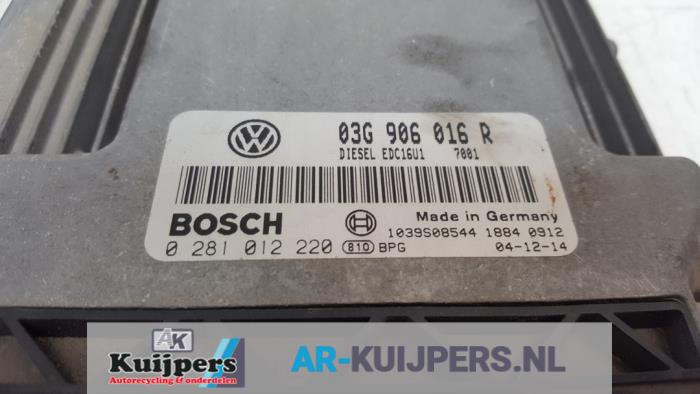 03G 906 016 R
DIESEL EDC16U1 7001
BOSCH
Made in Germany
1039S08544 1884 0912
0 281 012 220 810 BPG 04-12-14
AK
Kuijpers
Autorecycling & onderdelen
AR-KUIJPERS.NL